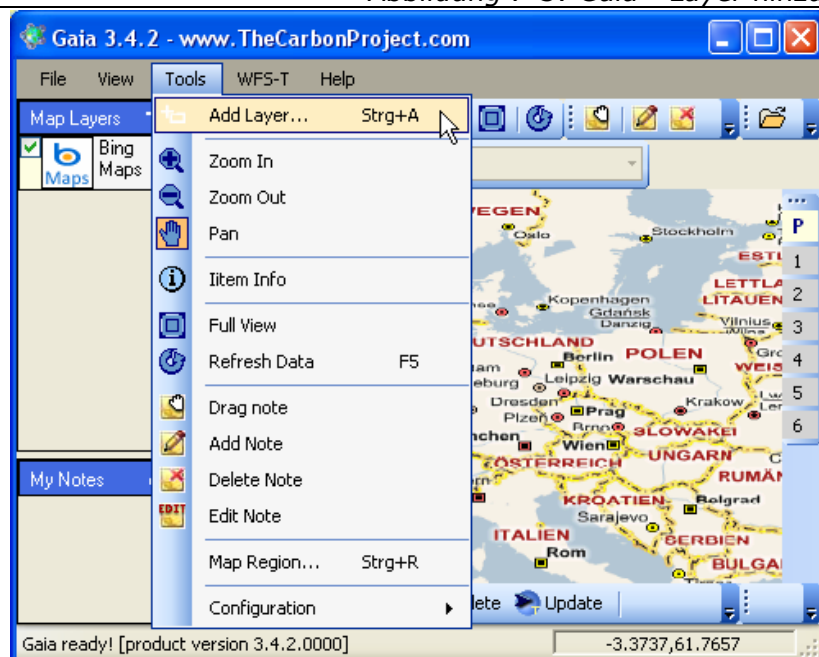 Gaia 3.4.2 - www.TheCarbonProject.com
File View Tools WFS-T Help
Map Layers
Bing
Maps
Maps
Add Layer... Strg+A
Zoom In
Zoom Out
Pan
Iitem Info
Full View
Refresh Data F5
Drag note
Add Note
Delete Note
EDIT
Edit Note
Map Region... Strg+R
Configuration
My Notes
Oslo
Stockholm
Kopenhagen
LITAUEN
Gdańsk
Danzig
Vilnius
Berlin
POLEN
Leipzig
Warschau
Dresden
Krakow
Prag
Plzeň
Brno
SLOWAKEI
Wien
UNGARN
ÖSTERREICH
KROATIEN
Belgrad
Sarajevo
ITALIEN
SERBIEN
Rom
P
1
2
3
4
5
6
Update
Gaia ready! [product version 3.4.2.0000]
-3.3737,61.7657